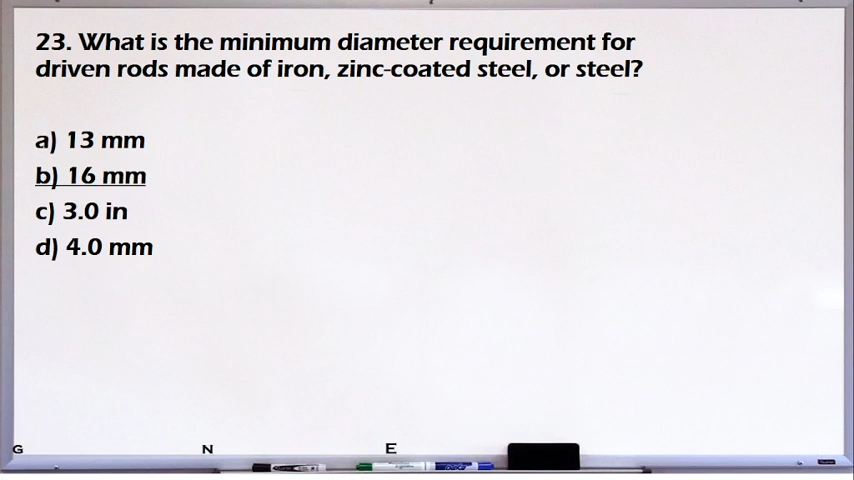 23. What is the minimum diameter requirement for
driven rods made of iron, zinc-coated steel, or steel?
a) 13 mm
b) 16 mm
c) 3.0 in
d) 4.0 mm
G N E